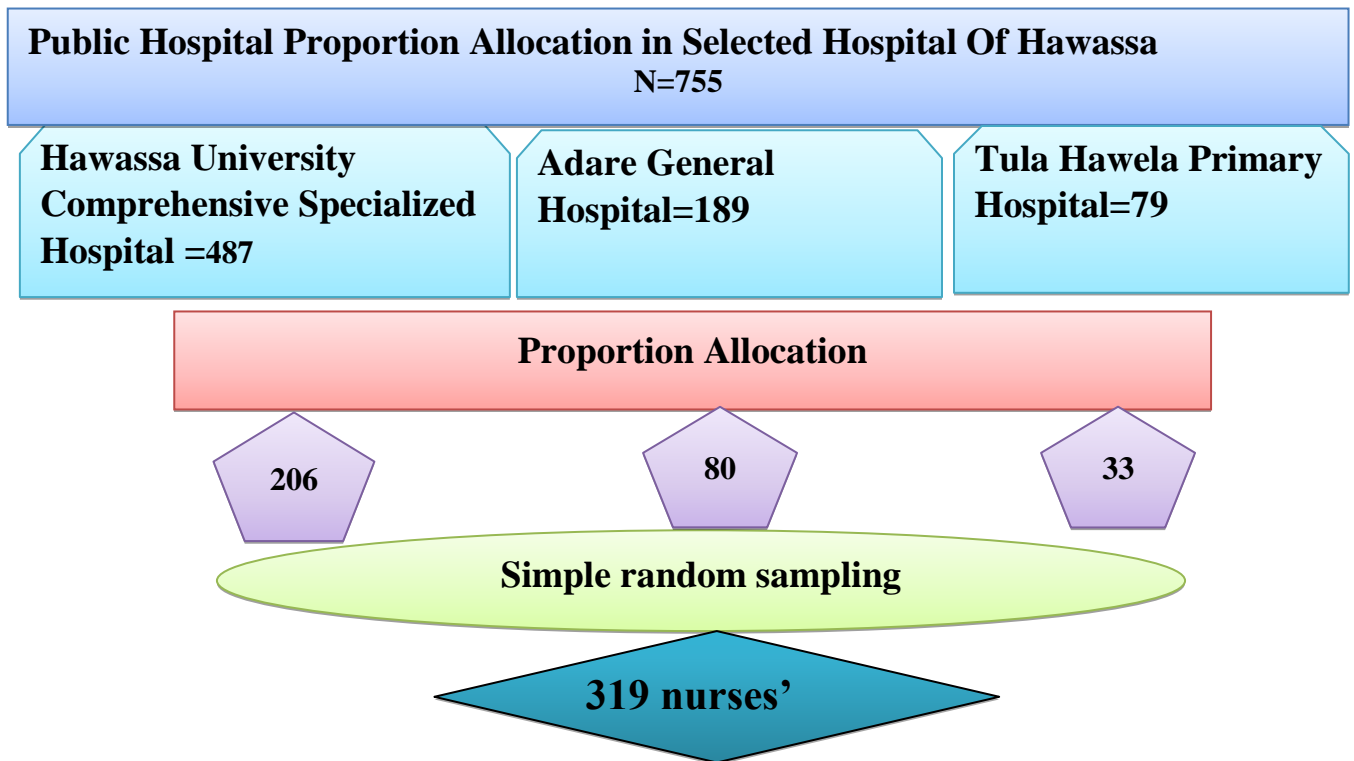 Public Hospital Proportion Allocation in Selected Hospital Of Hawassa
N=755
Hawassa University
Comprehensive Specialized
Hospital =487
Adare General
Hospital=189
Tula Hawela Primary
Hospital=79
Proportion Allocation
206
80
33
Simple random sampling
319 nurses’